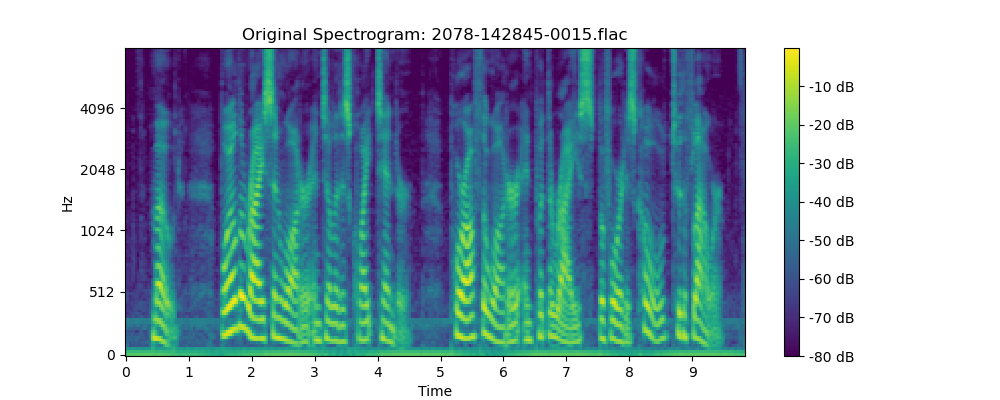 Original Spectrogram: 2078-142845-0015.flac
Hz
4096
2048
1024
512
0
0 1 2 3 4 5 6 7 8 9
Time
-10 dB
-20 dB
-30 dB
-40 dB
-50 dB
-60 dB
-70 dB
-80 dB